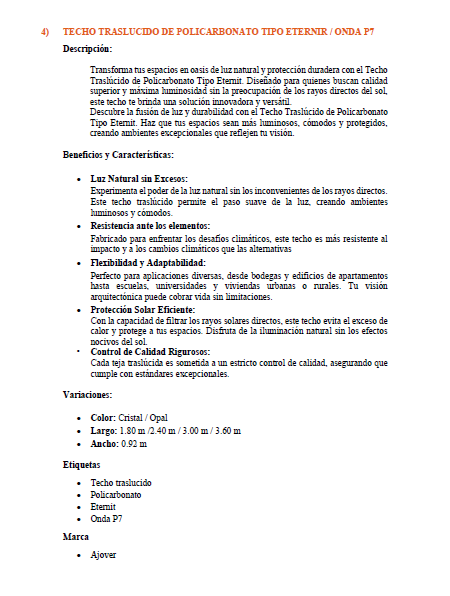 4) TECHO TRASLUCIDO DE POLICARBONATO TIPO ETERNIR / ONDA P7
Descripción:
Transforma tus espacios en oasis de luz natural y protección duradera con el Techo
Traslúcido de Policarbonato Tipo Eternit. Diseñado para quienes buscan calidad
superior y máxima luminosidad sin la preocupación de los rayos directos del sol,
este techo te brinda una solución innovadora y versátil.
Descubre la fusión de luz y durabilidad con el Techo Traslúcido de Policarbonato
Tipo Eternit. Haz que tus espacios sean más luminosos, cómodos y protegidos,
creando ambientes excepcionales que reflejen tu visión.
Beneficios y Características:
• Luz Natural sin Excesos:
Experimenta el poder de la luz natural sin los inconvenientes de los rayos directos.
Este techo traslúcido permite el paso suave de la luz, creando ambientes
luminosos y cómodos.
• Resistencia ante los elementos:
Fabricado para enfrentar los desafíos climáticos, este techo es más resistente al
impacto y a los cambios climáticos que las alternativas
• Flexibilidad y Adaptabilidad:
Perfecto para aplicaciones diversas, desde bodegas y edificios de apartamentos
hasta escuelas, universidades y viviendas urbanas o rurales. Tu visión
arquitectónica puede cobrar vida sin limitaciones.
• Protección Solar Eficiente:
Con la capacidad de filtrar los rayos solares directos, este techo evita el exceso de
calor y protege a tus espacios. Disfruta de la iluminación natural sin los efectos
nocivos del sol.
• Control de Calidad Rigurosos:
Cada teja traslúcida es sometida a un estricto control de calidad, asegurando que
cumple con estándares excepcionales.
Variaciones:
• Color: Cristal / Opal
• Largo: 1.80 m /2.40 m / 3.00 m / 3.60 m
• Ancho: 0.92 m
Etiquetas
• Techo traslucido
• Policarbonato
• Eternit
• Onda P7
Marca
• Ajover